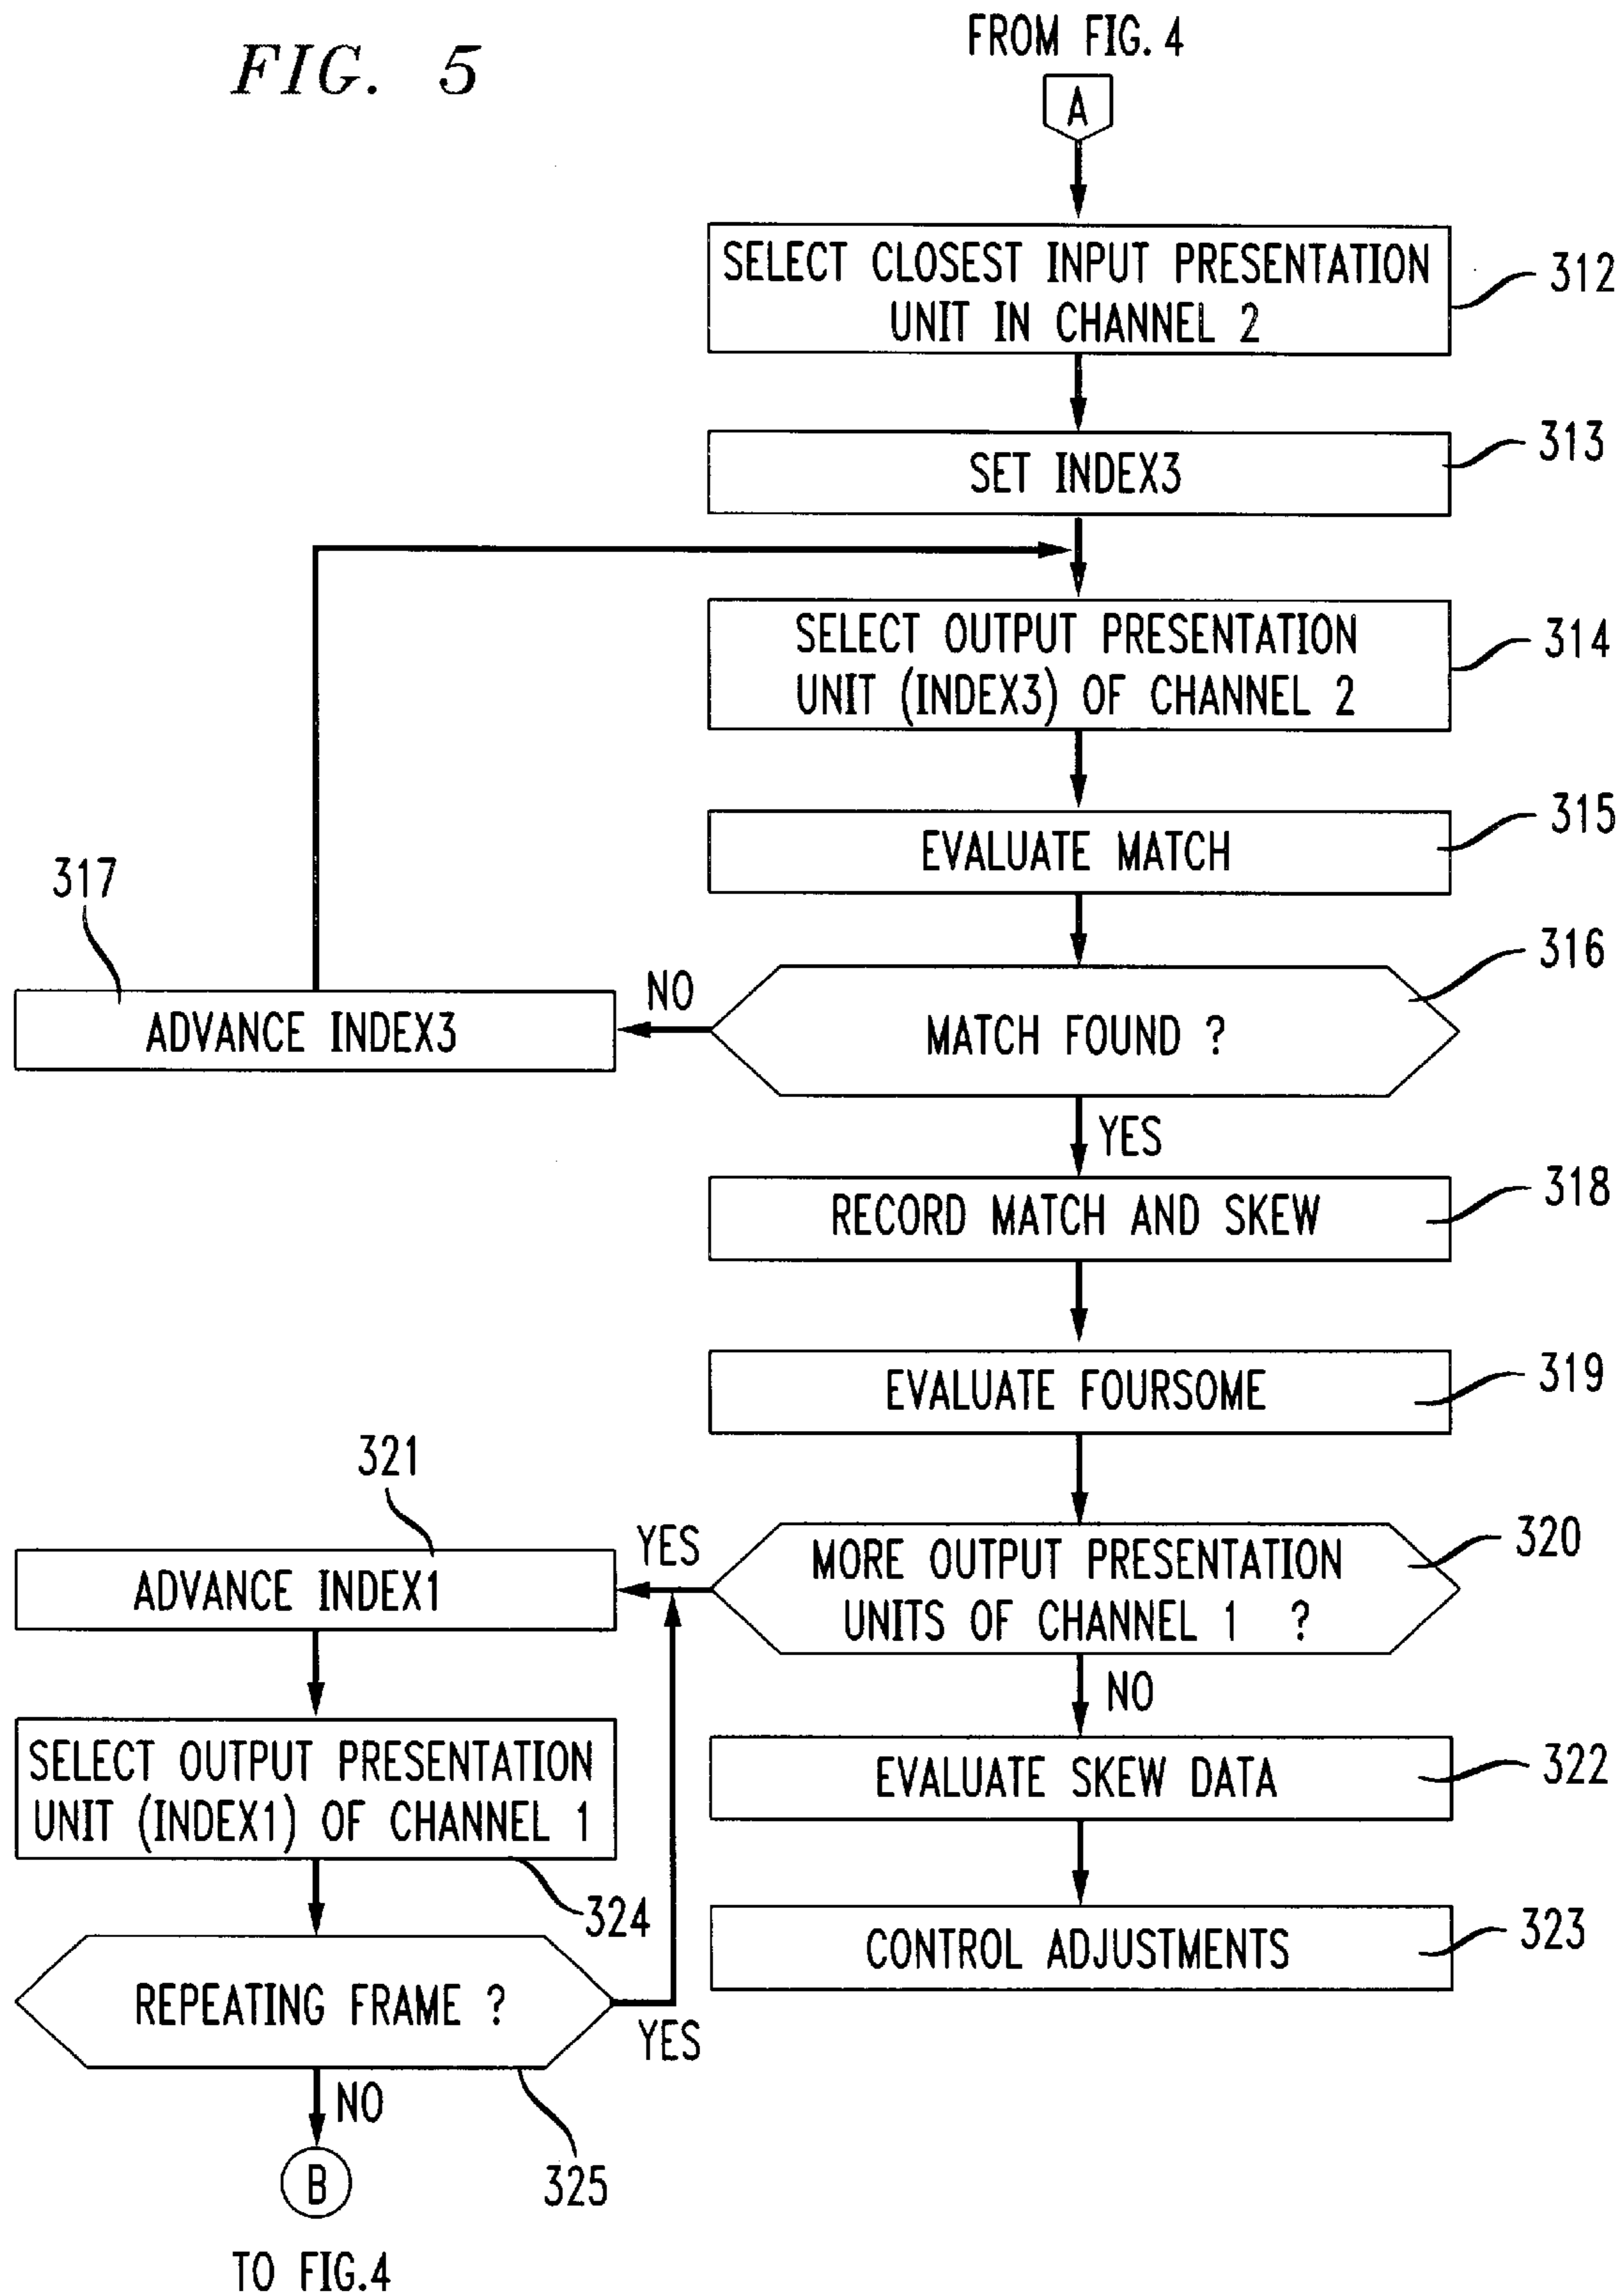 FIG. 5
FROM FIG. 4
A
SELECT CLOSEST INPUT PRESENTATION
UNIT IN CHANNEL 2
312
SET INDEX3
313
SELECT OUTPUT PRESENTATION
UNIT (INDEX3) OF CHANNEL 2
314
EVALUATE MATCH
315
317
316
NO
ADVANCE INDEX3
MATCH FOUND ?
YES
RECORD MATCH AND SKEW
318
EVALUATE FOURSOME
319
321
YES
MORE OUTPUT PRESENTATION
UNITS OF CHANNEL 1 ?
320
ADVANCE INDEX1
NO
SELECT OUTPUT PRESENTATION
UNIT (INDEX1) OF CHANNEL 1
EVALUATE SKEW DATA
322
324
CONTROL ADJUSTMENTS
323
REPEATING FRAME ?
YES
NO
325
B
TO FIG.4